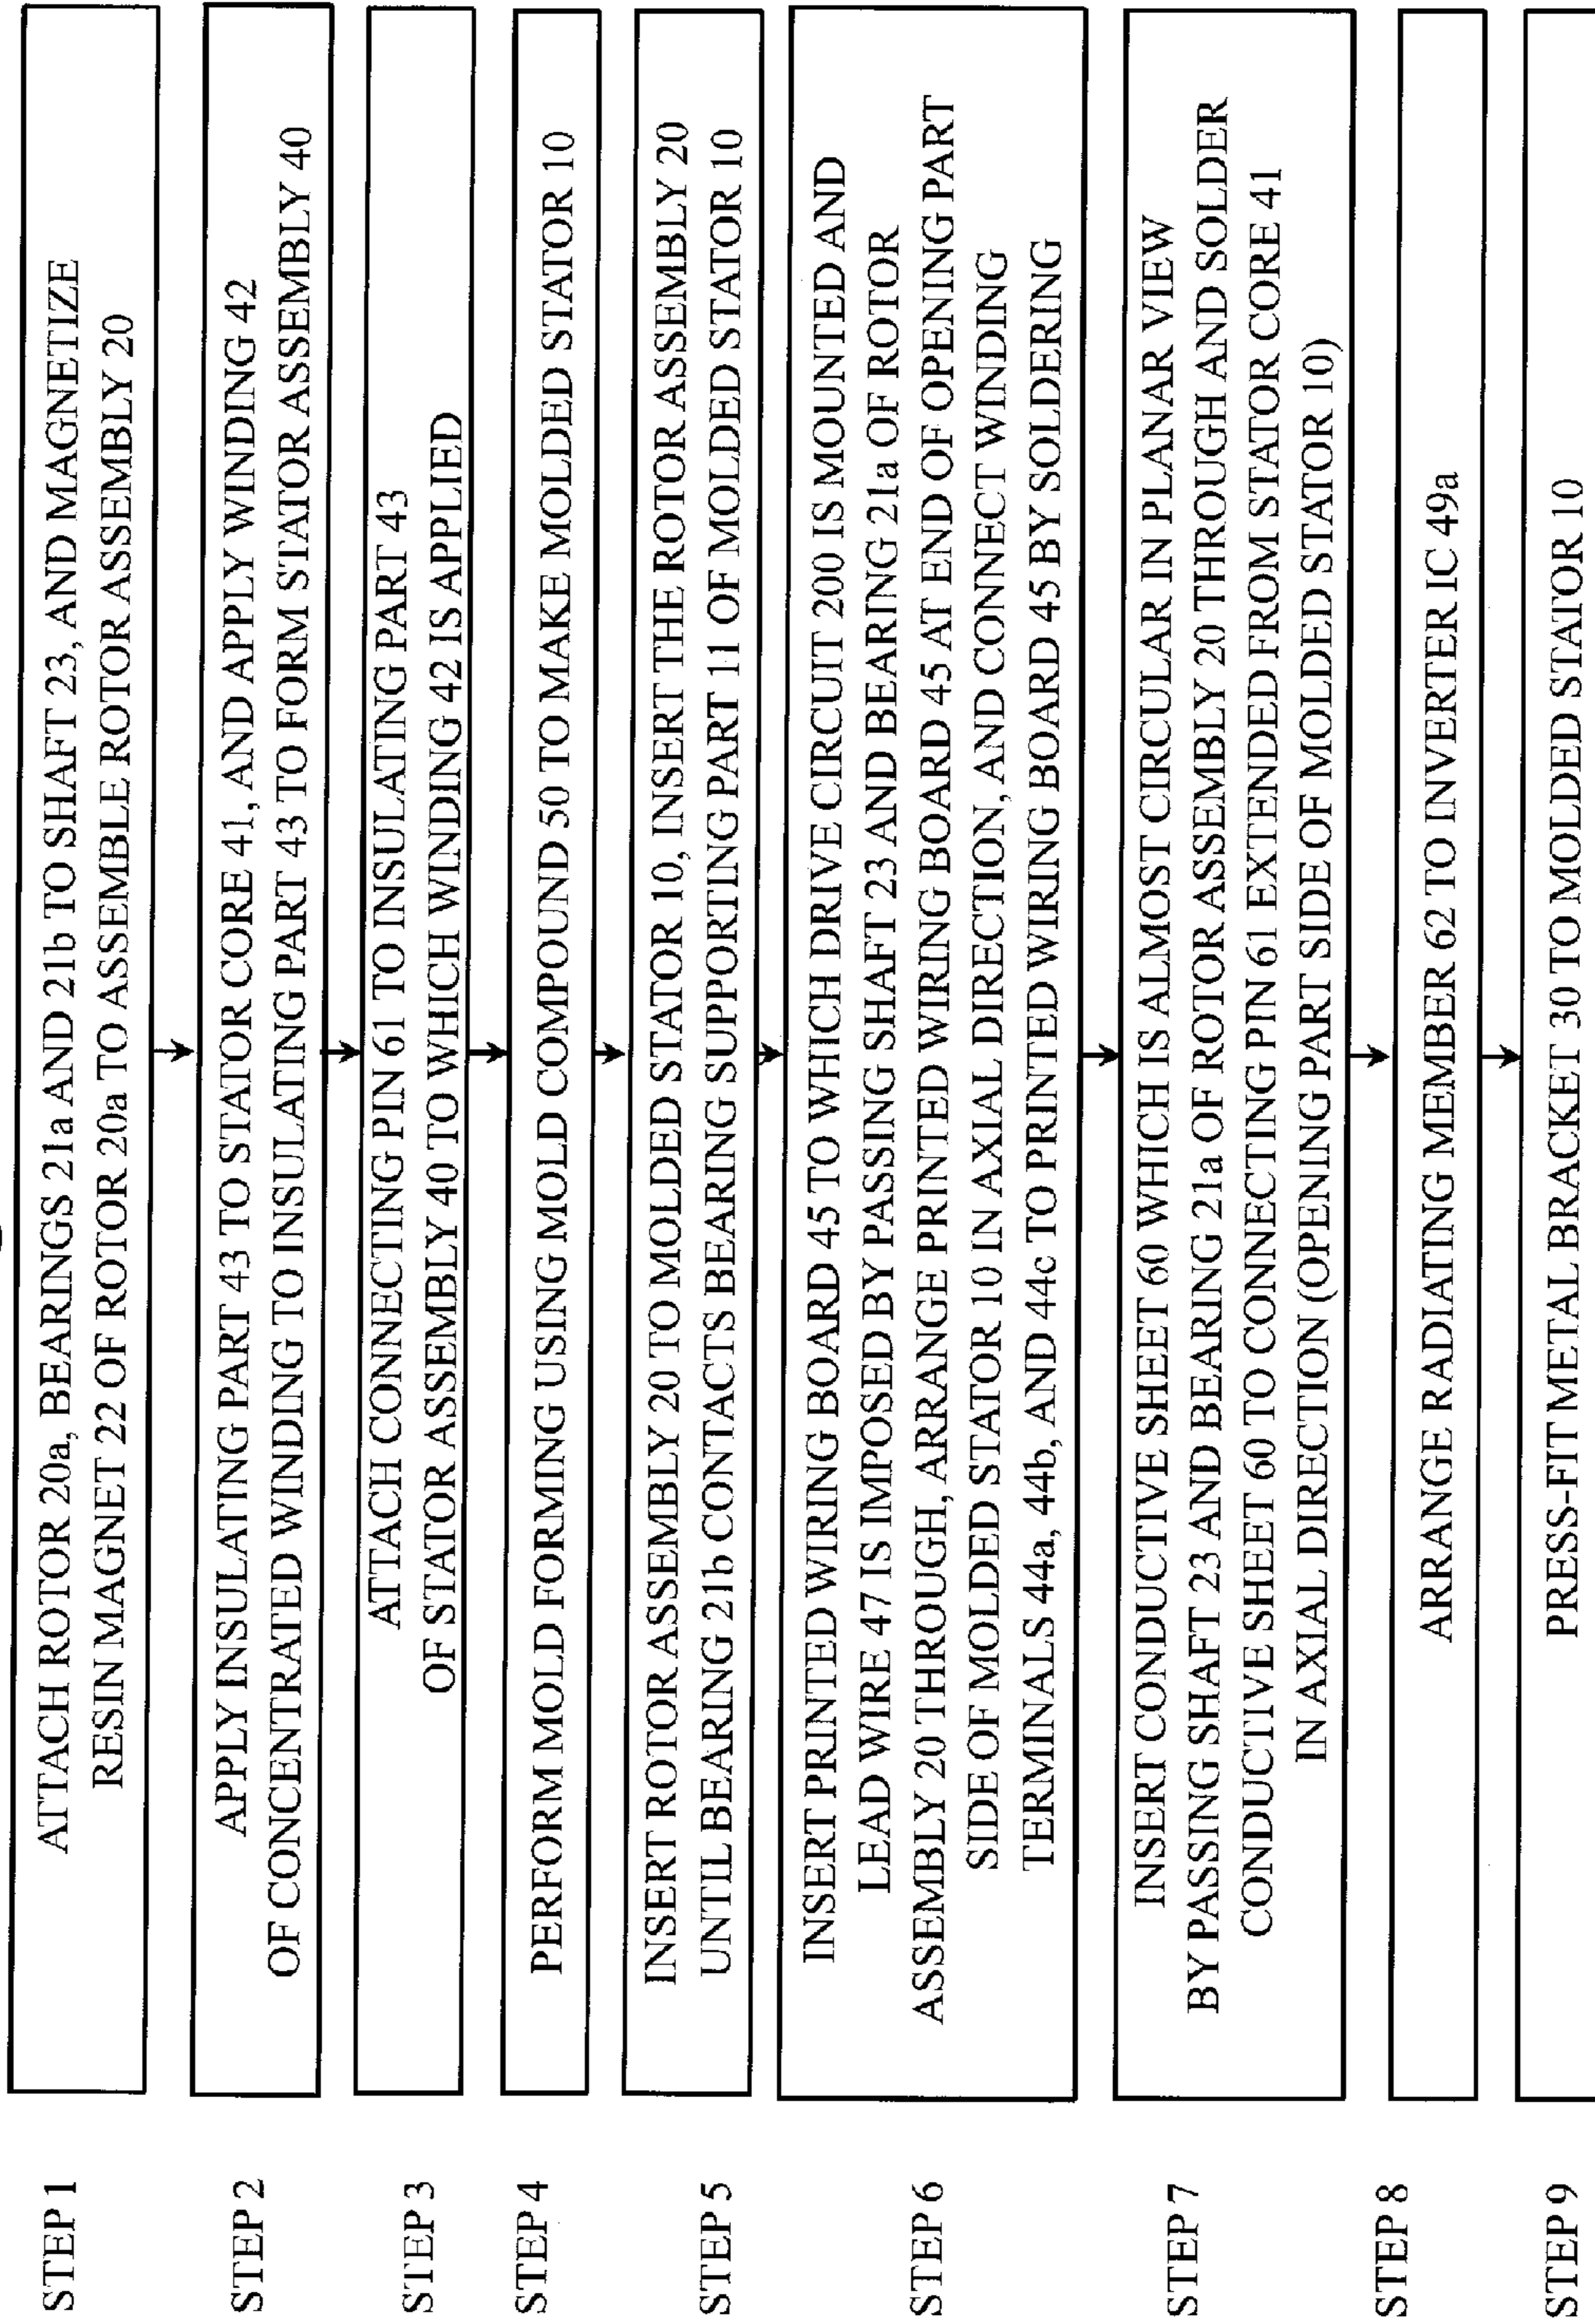 STEP 1
ATTACH ROTOR 20a, BEARINGS 21a AND 21b TO SHAFT 23, AND MAGNETIZE
RESIN MAGNET 22 OF ROTOR 20a TO ASSEMBLE ROTOR ASSEMBLY 20
STEP 2
APPLY INSULATING PART 43 TO STATOR CORE 41, AND APPLY WINDING 42
OF CONCENTRATED WINDING TO INSULATING PART 43 TO FORM STATOR ASSEMBLY 40
STEP 3
ATTACH CONNECTING PIN 61 TO INSULATING PART 43
OF STATOR ASSEMBLY 40 TO WHICH WINDING 42 IS APPLIED
STEP 4
PERFORM MOLD FORMING USING MOLD COMPOUND 50 TO MAKE MOLDED STATOR 10
STEP 5
INSERT ROTOR ASSEMBLY 20 TO MOLDED STATOR 10, INSERT THE ROTOR ASSEMBLY 20
UNTIL BEARING 21b CONTACTS BEARING SUPPORTING PART 11 OF MOLDED STATOR 10
STEP 6
INSERT PRINTED WIRING BOARD 45 TO WHICH DRIVE CIRCUIT 200 IS MOUNTED AND
LEAD WIRE 47 IS IMPOSED BY PASSING SHAFT 23 AND BEARING 21a OF ROTOR
ASSEMBLY 20 THROUGH, ARRANGE PRINTED WIRING BOARD 45 AT END OF OPENING PART
SIDE OF MOLDED STATOR 10 IN AXIAL DIRECTION, AND CONNECT WINDING
TERMINALS 44a, 44b, AND 44c TO PRINTED WIRING BOARD 45 BY SOLDERING
STEP 7
INSERT CONDUCTIVE SHEET 60 WHICH IS ALMOST CIRCULAR IN PLANAR VIEW
BY PASSING SHAFT 23 AND BEARING 21a OF ROTOR ASSEMBLY 20 THROUGH AND SOLDER
CONDUCTIVE SHEET 60 TO CONNECTING PIN 61 EXTENDED FROM STATOR CORE 41
IN AXIAL DIRECTION (OPENING PART SIDE OF MOLDED STATOR 10)
STEP 8
ARRANGE RADIATING MEMBER 62 TO INVERTER IC 49a
STEP 9
PRESS-FIT METAL BRACKET 30 TO MOLDED STATOR 10